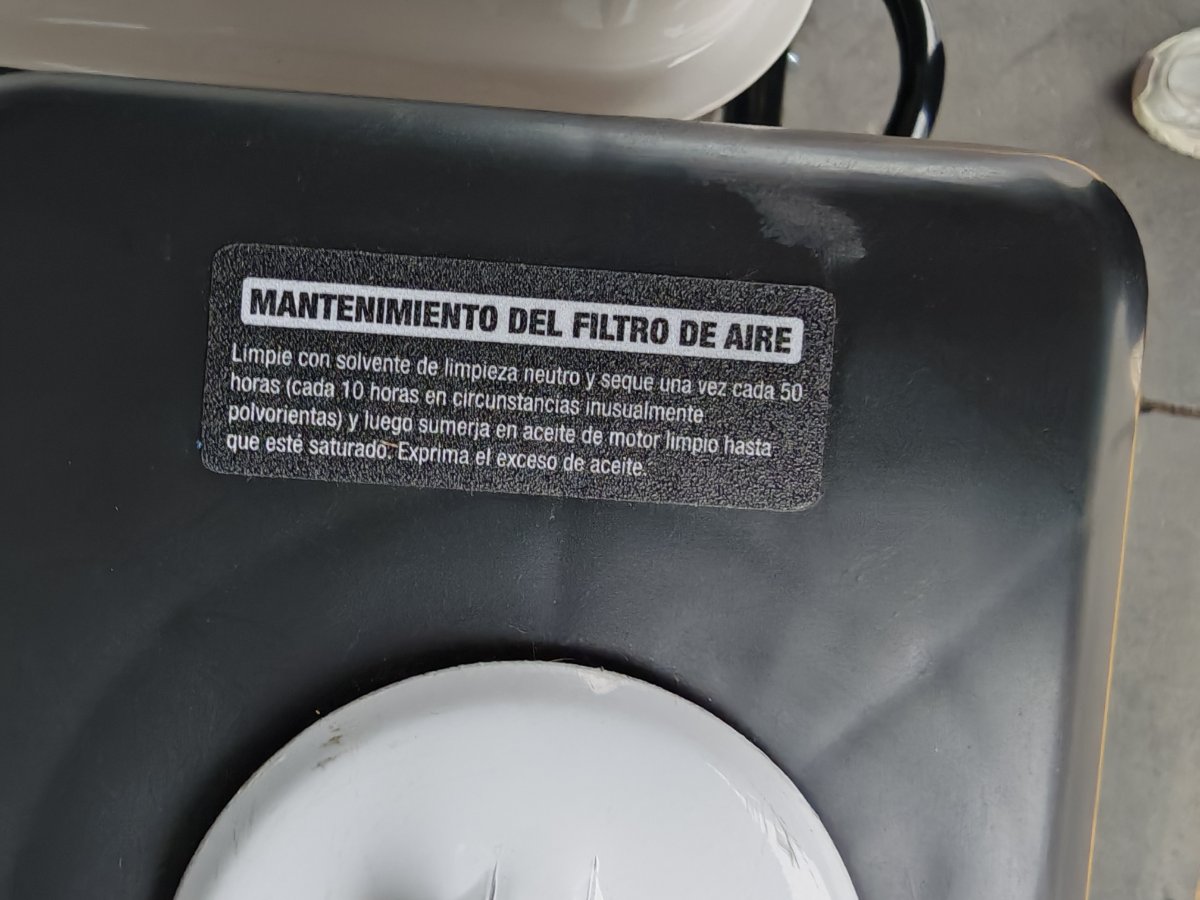 MANTENIMIENTO DEL FILTRO DE AIRE
Limpie con solvente de limpieza neutro y seque una vez cada 50
horas (cada 10 horas en circunstancias inusualmente
polvorientas) y luego sumerja en aceite de motor limpio hasta
que esté saturado. Exprima el exceso de aceite.